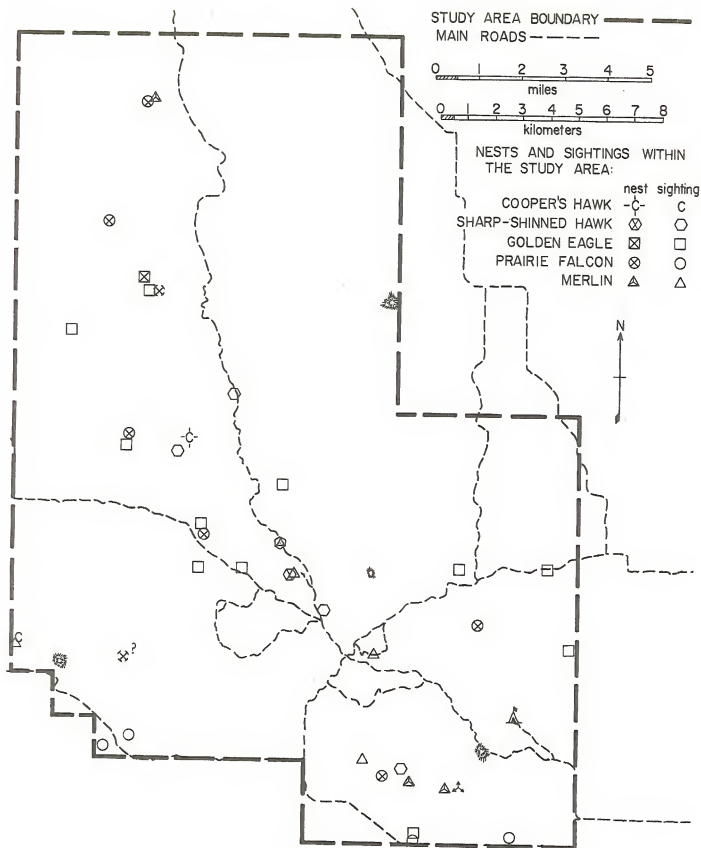 STUDY AREA BOUNDARY
MAIN ROADS
0 1 2 3 4 5
miles
0 1 2 3 4 5 6 7 8
kilometers
NESTS AND SIGHTINGS WITHIN
THE STUDY AREA:
nest sighting
COOPER'S HAWK -C- C
SHARP-SHINNED HAWK
GOLDEN EAGLE
PRAIRIE FALCON
MERLIN
N
-C-
C
?